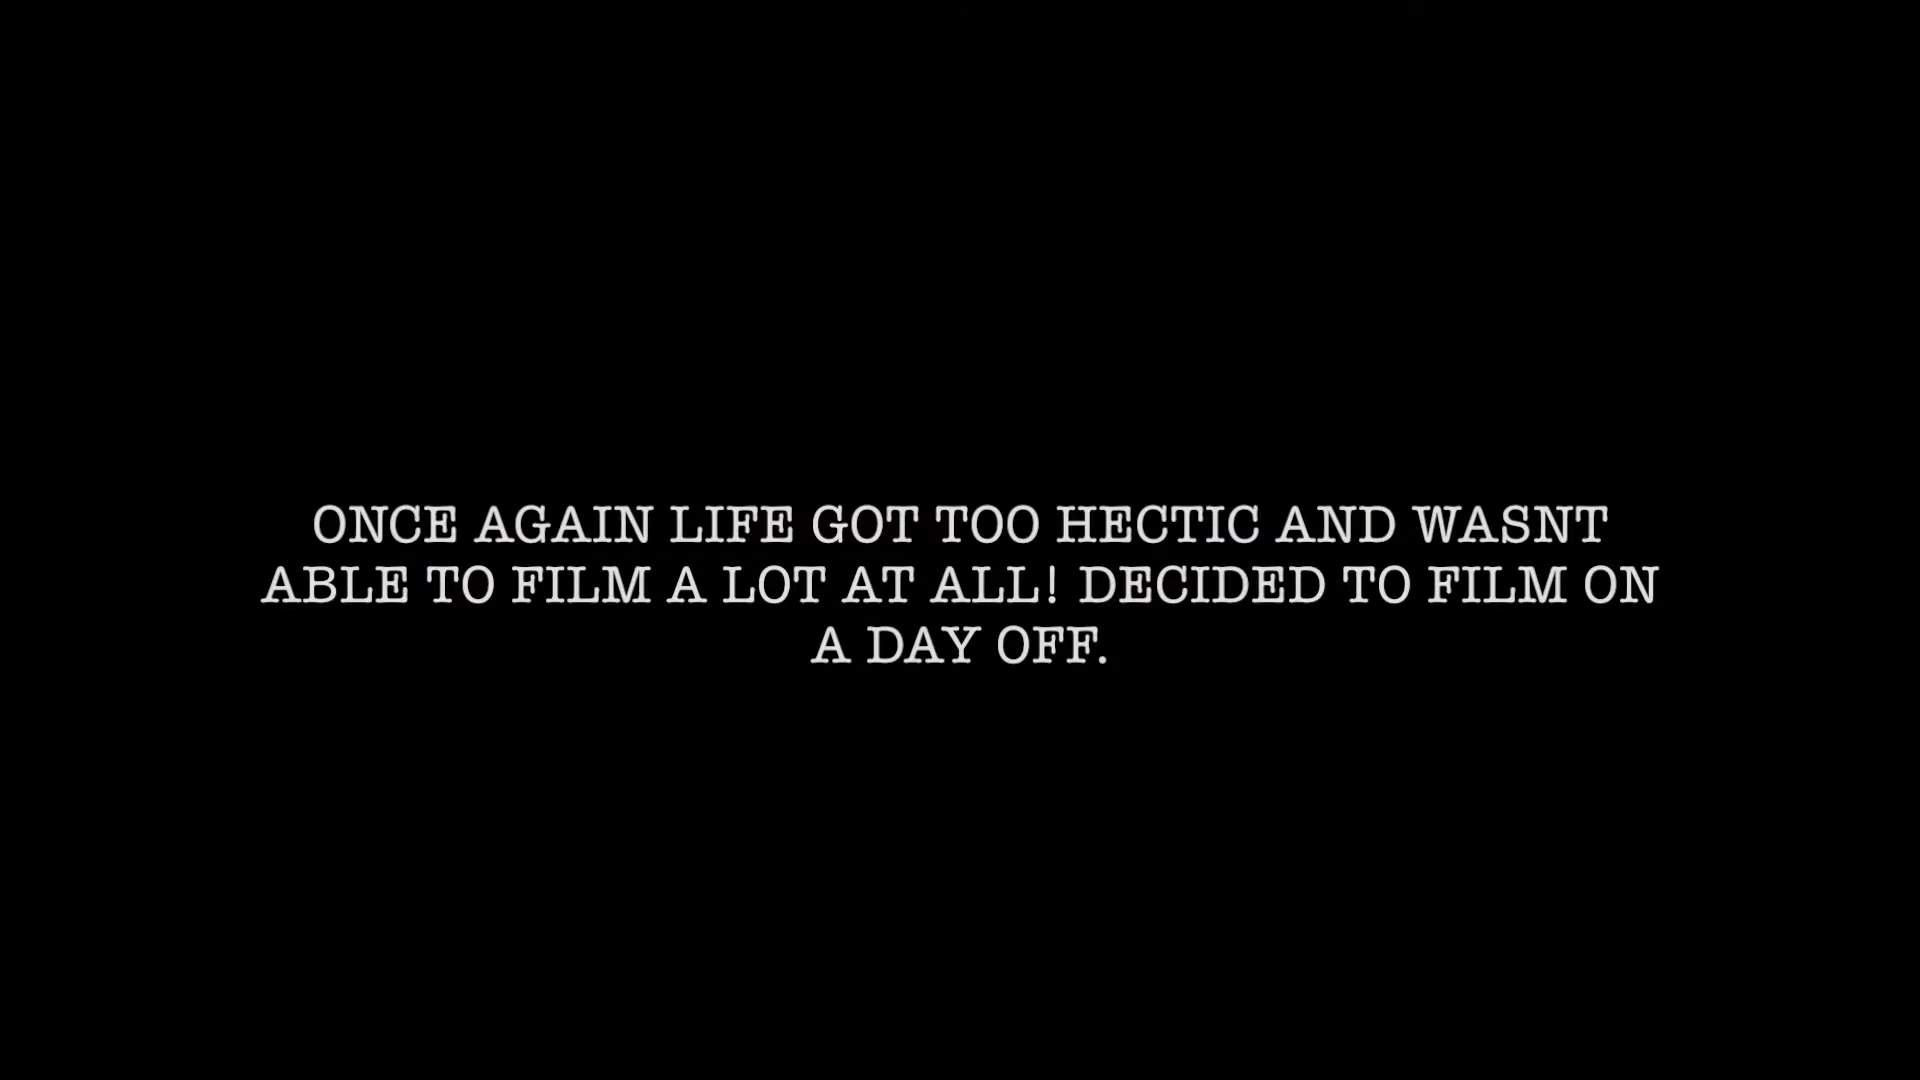 ONCE AGAIN LIFE GOT TOO HECTIC AND WASNT
ABLE TO FILM A LOT AT ALL! DECIDED TO FILM ON
A DAY OFF.